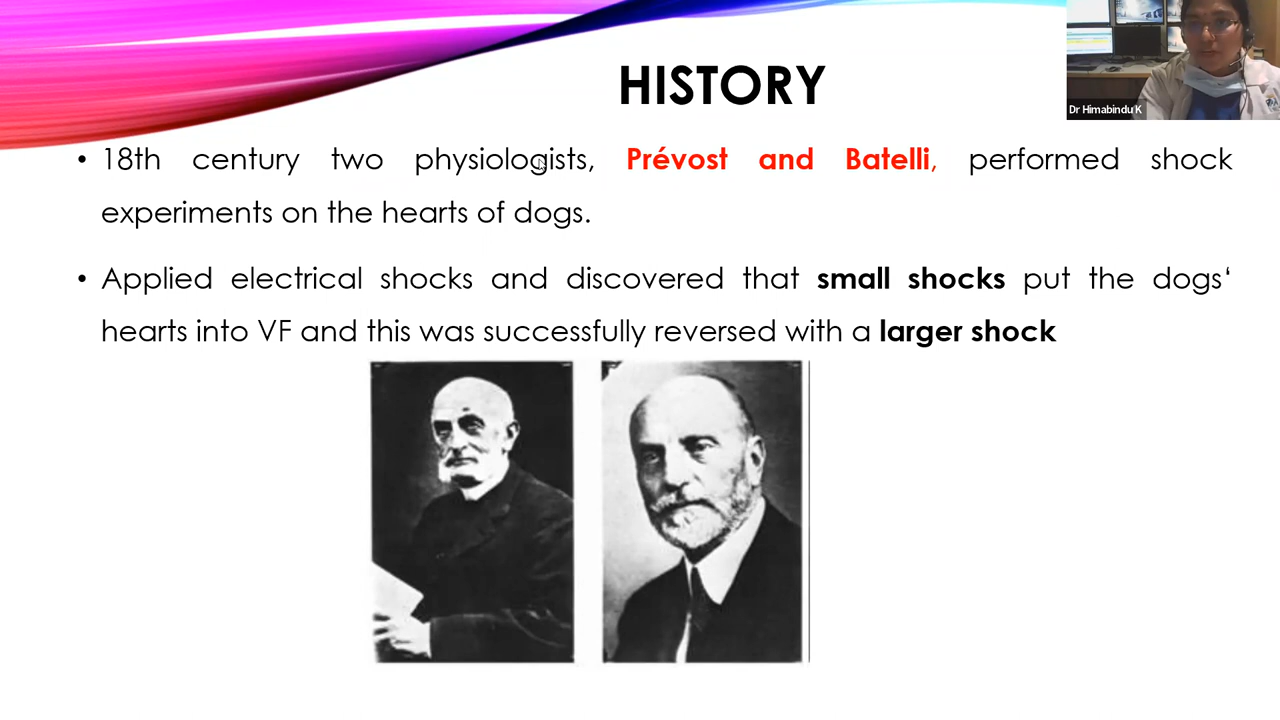 HISTORY
Dr Himabindu K
• 18th century two physiologists, Prévost and Batelli, performed shock
experiments on the hearts of dogs.
• Applied electrical shocks and discovered that small shocks put the dogs‘
hearts into VF and this was successfully reversed with a larger shock